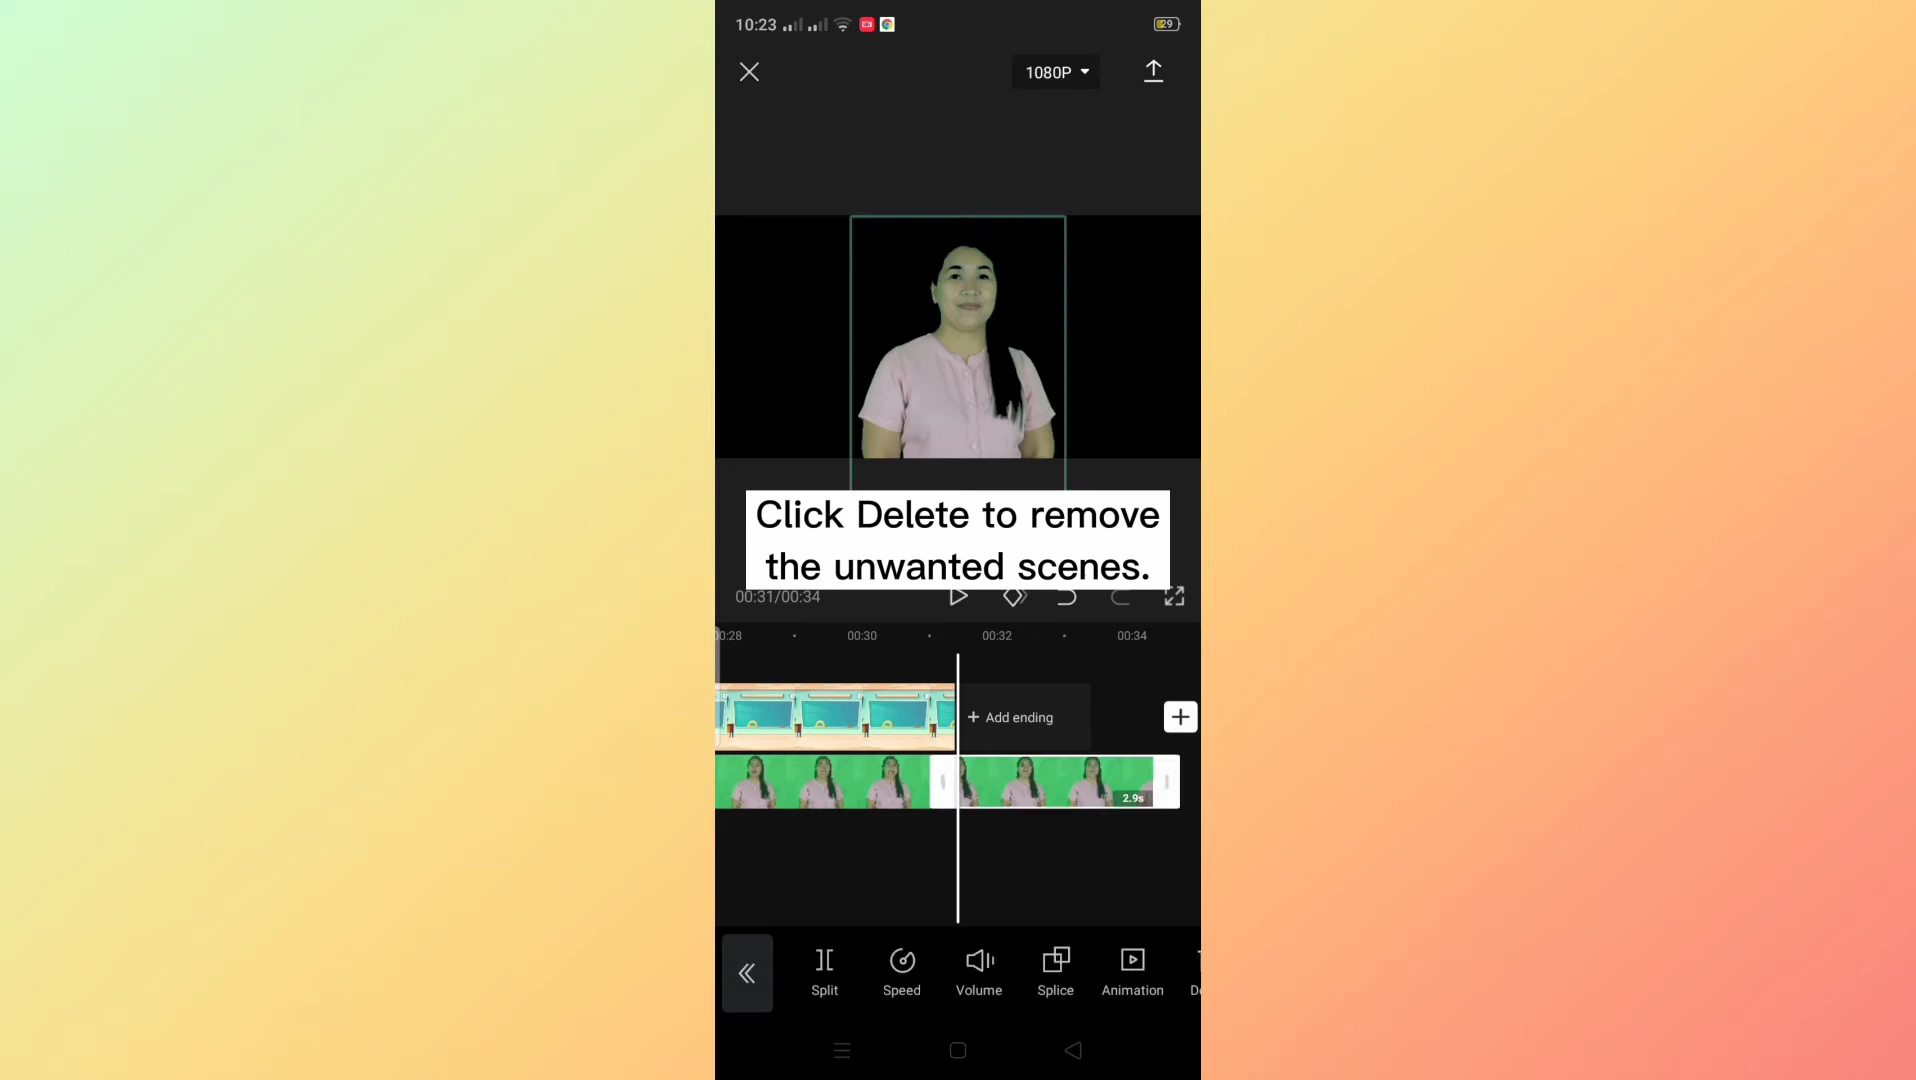 10:23
29
1080P
Click Delete to remove
the unwanted scenes.
00:31/00:34
00:28 00:30 00:32 00:34
+ Add ending
2.9s
Split Speed Volume Splice Animation